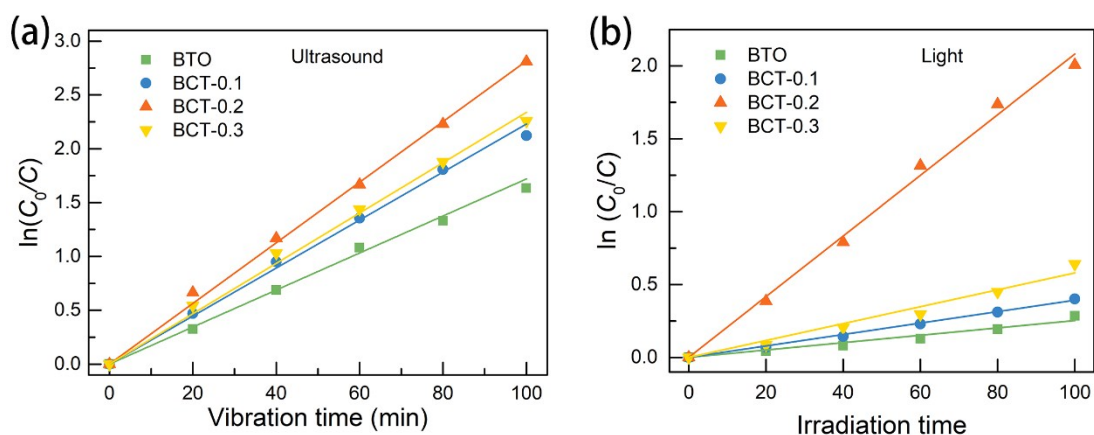 (a)
3.0
2.5
2.0
1.5
1.0
0.5
0.0
ln(C₀/C)
BTO
BCT-0.1
BCT-0.2
BCT-0.3
Ultrasound
0 20 40 60 80 100
Vibration time (min)
(b)
2.0
1.5
1.0
0.5
0.0
ln (C₀/C)
BTO
BCT-0.1
BCT-0.2
BCT-0.3
Light
0 20 40 60 80 100
Irradiation time